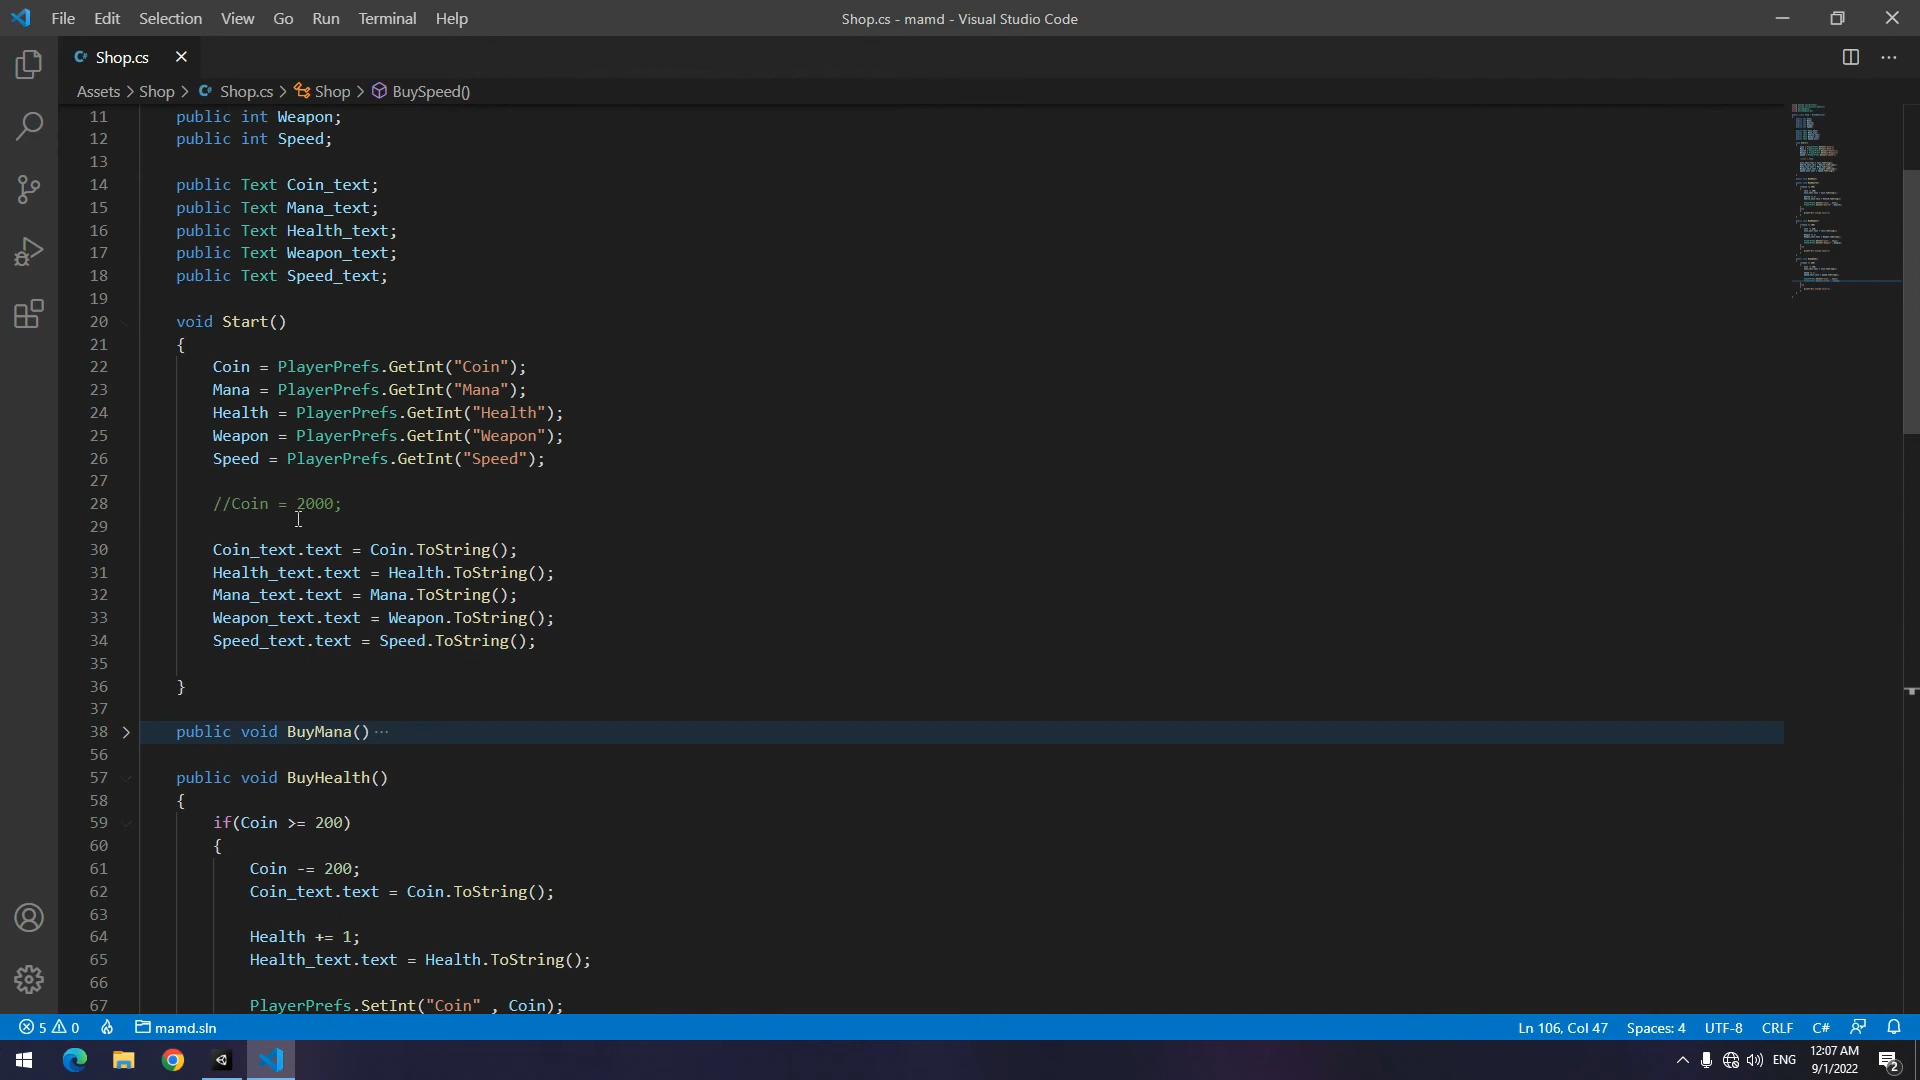 File Edit Selection View Go Run Terminal Help
Shop.cs - mamd - Visual Studio Code
Shop.cs
Assets > Shop > Shop.cs > Shop > BuySpeed()
11 public int Weapon;
12 public int Speed;
13
14 public Text Coin_text;
15 public Text Mana_text;
16 public Text Health_text;
17 public Text Weapon_text;
18 public Text Speed_text;
19
20 void Start()
21 {
22 Coin = PlayerPrefs.GetInt("Coin");
23 Mana = PlayerPrefs.GetInt("Mana");
24 Health = PlayerPrefs.GetInt("Health");
25 Weapon = PlayerPrefs.GetInt("Weapon");
26 Speed = PlayerPrefs.GetInt("Speed");
27
28 //Coin = 2000;
29
30 Coin_text.text = Coin.ToString();
31 Health_text.text = Health.ToString();
32 Mana_text.text = Mana.ToString();
33 Weapon_text.text = Weapon.ToString();
34 Speed_text.text = Speed.ToString();
35
36 }
37
38 public void BuyMana() ...
56
57 public void BuyHealth()
58 {
59 if(Coin >= 200)
60 {
61 Coin -= 200;
62 Coin_text.text = Coin.ToString();
63
64 Health += 1;
65 Health_text.text = Health.ToString();
66
67 PlayerPrefs.SetInt("Coin" , Coin);
5 0 mamd.sln
Ln 106, Col 47 Spaces: 4 UTF-8 CRLF C#
ENG
12:07 AM
9/1/2022
2